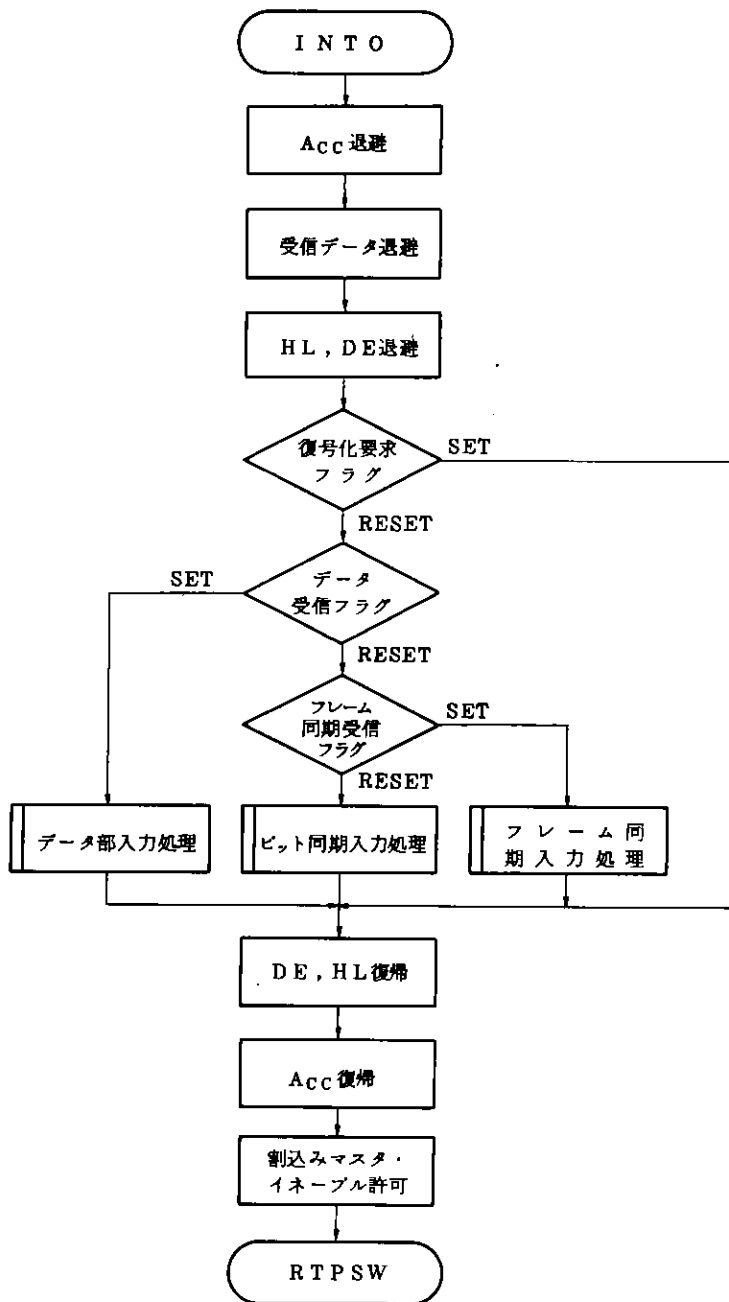 INTO
Acc退避
受信データ退避
HL,DE退避
復号化要求
フラグ
SET
RESET
データ
受信フラグ
SET
RESET
フレーム
同期受信
フラグ
SET
RESET
データ部入力処理
ビット同期入力処理
フレーム同
期入力処理
DE,HL復帰
Acc復帰
割込みマスタ・
イネーブル許可
RTPSW